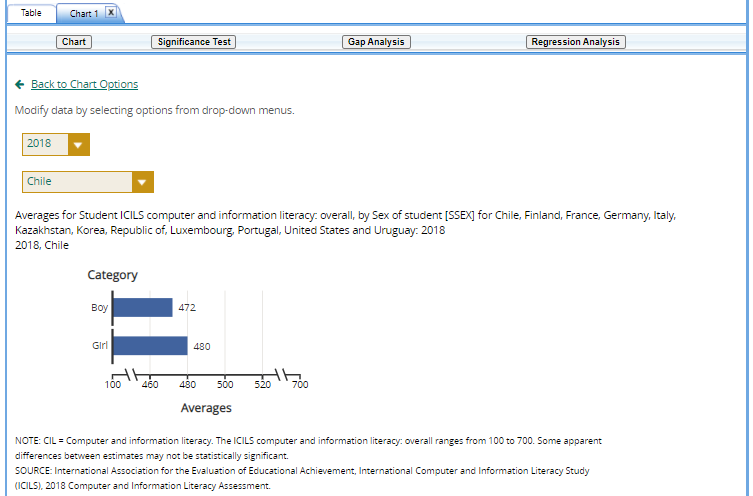 Table Chart 1 X
Chart Significance Test Gap Analysis Regression Analysis
Back to Chart Options
Modify data by selecting options from drop-down menus.
2018
Chile
Averages for Student ICILS computer and information literacy: overall, by Sex of student [SSEX] for Chile, Finland, France, Germany, Italy,
Kazakhstan, Korea, Republic of, Luxembourg, Portugal, United States and Uruguay: 2018
2018, Chile
Category
Boy 472
Girl 480
100 460 480 500 520 700
Averages
NOTE: CIL = Computer and information literacy. The ICILS computer and information literacy: overall ranges from 100 to 700. Some apparent
differences between estimates may not be statistically significant.
SOURCE: International Association for the Evaluation of Educational Achievement, International Computer and Information Literacy Study
(ICILS), 2018 Computer and Information Literacy Assessment.